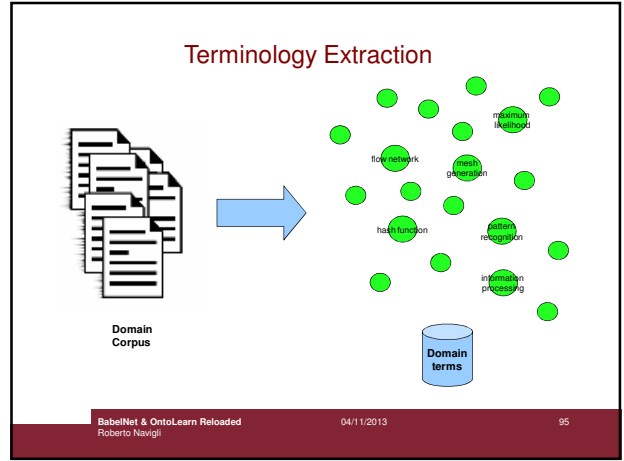 Terminology Extraction
maximum
likelihood
flow network
mesh
generation
hash function
pattern
recognition
information
processing
Domain
Corpus
Domain
terms
BabelNet & OntoLearn Reloaded
04/11/2013
95
Roberto Navigli